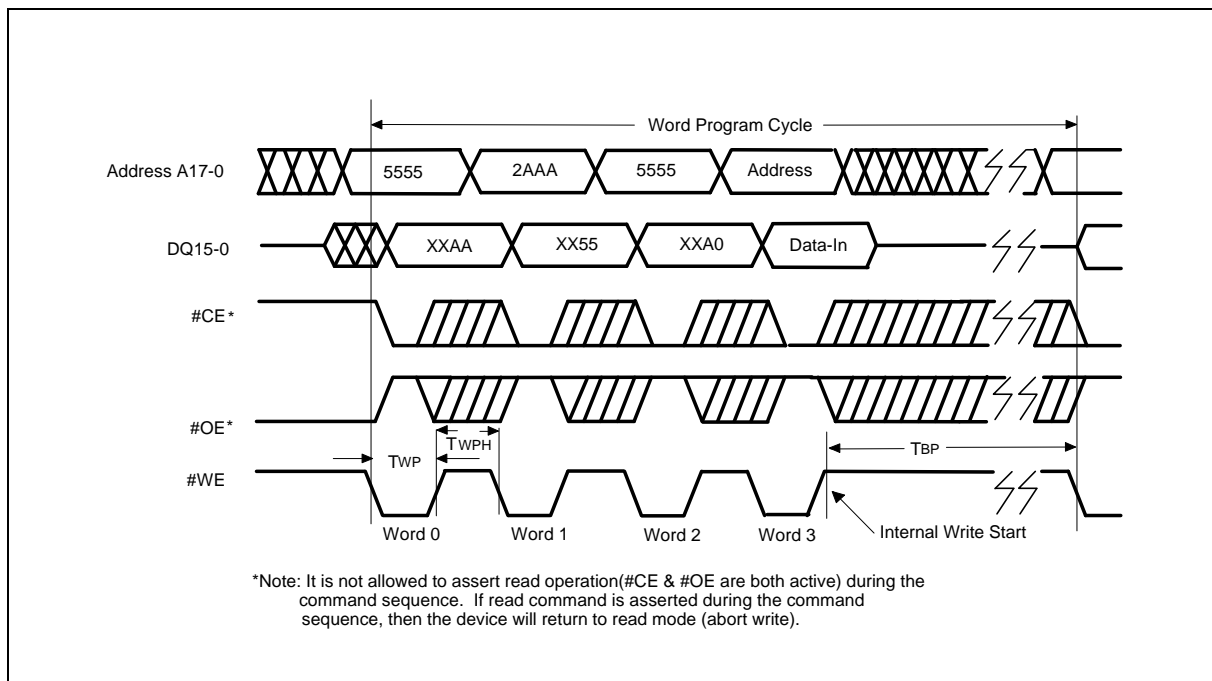 Word Program Cycle
Address A17-0
5555
2AAA
5555
Address
DQ15-0
XXAA
XX55
XXA0
Data-In
#CE*
#OE*
TWPH
TWP
TBP
#WE
Word 0
Word 1
Word 2
Word 3
Internal Write Start
*Note: It is not allowed to assert read operation(#CE & #OE are both active) during the
command sequence. If read command is asserted during the command
sequence, then the device will return to read mode (abort write).